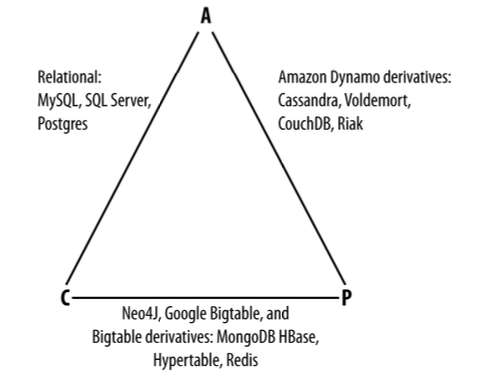 A
Relational:
MySQL, SQL Server,
Postgres
Amazon Dynamo derivatives:
Cassandra, Voldemort,
CouchDB, Riak
C
P
Neo4J, Google Bigtable, and
Bigtable derivatives: MongoDB HBase,
Hypertable, Redis